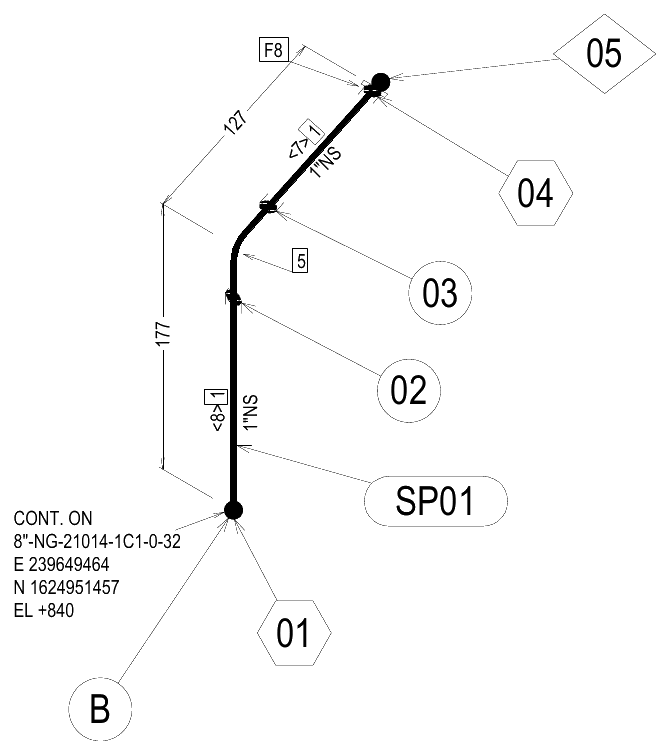 05
F8
127
<7> 1
1"NS
04
5
03
177
02
<8> 1
1"NS
SP01
CONT. ON
8"-NG-21014-1C1-0-32
E 239649464
N 1624951457
EL +840
01
B